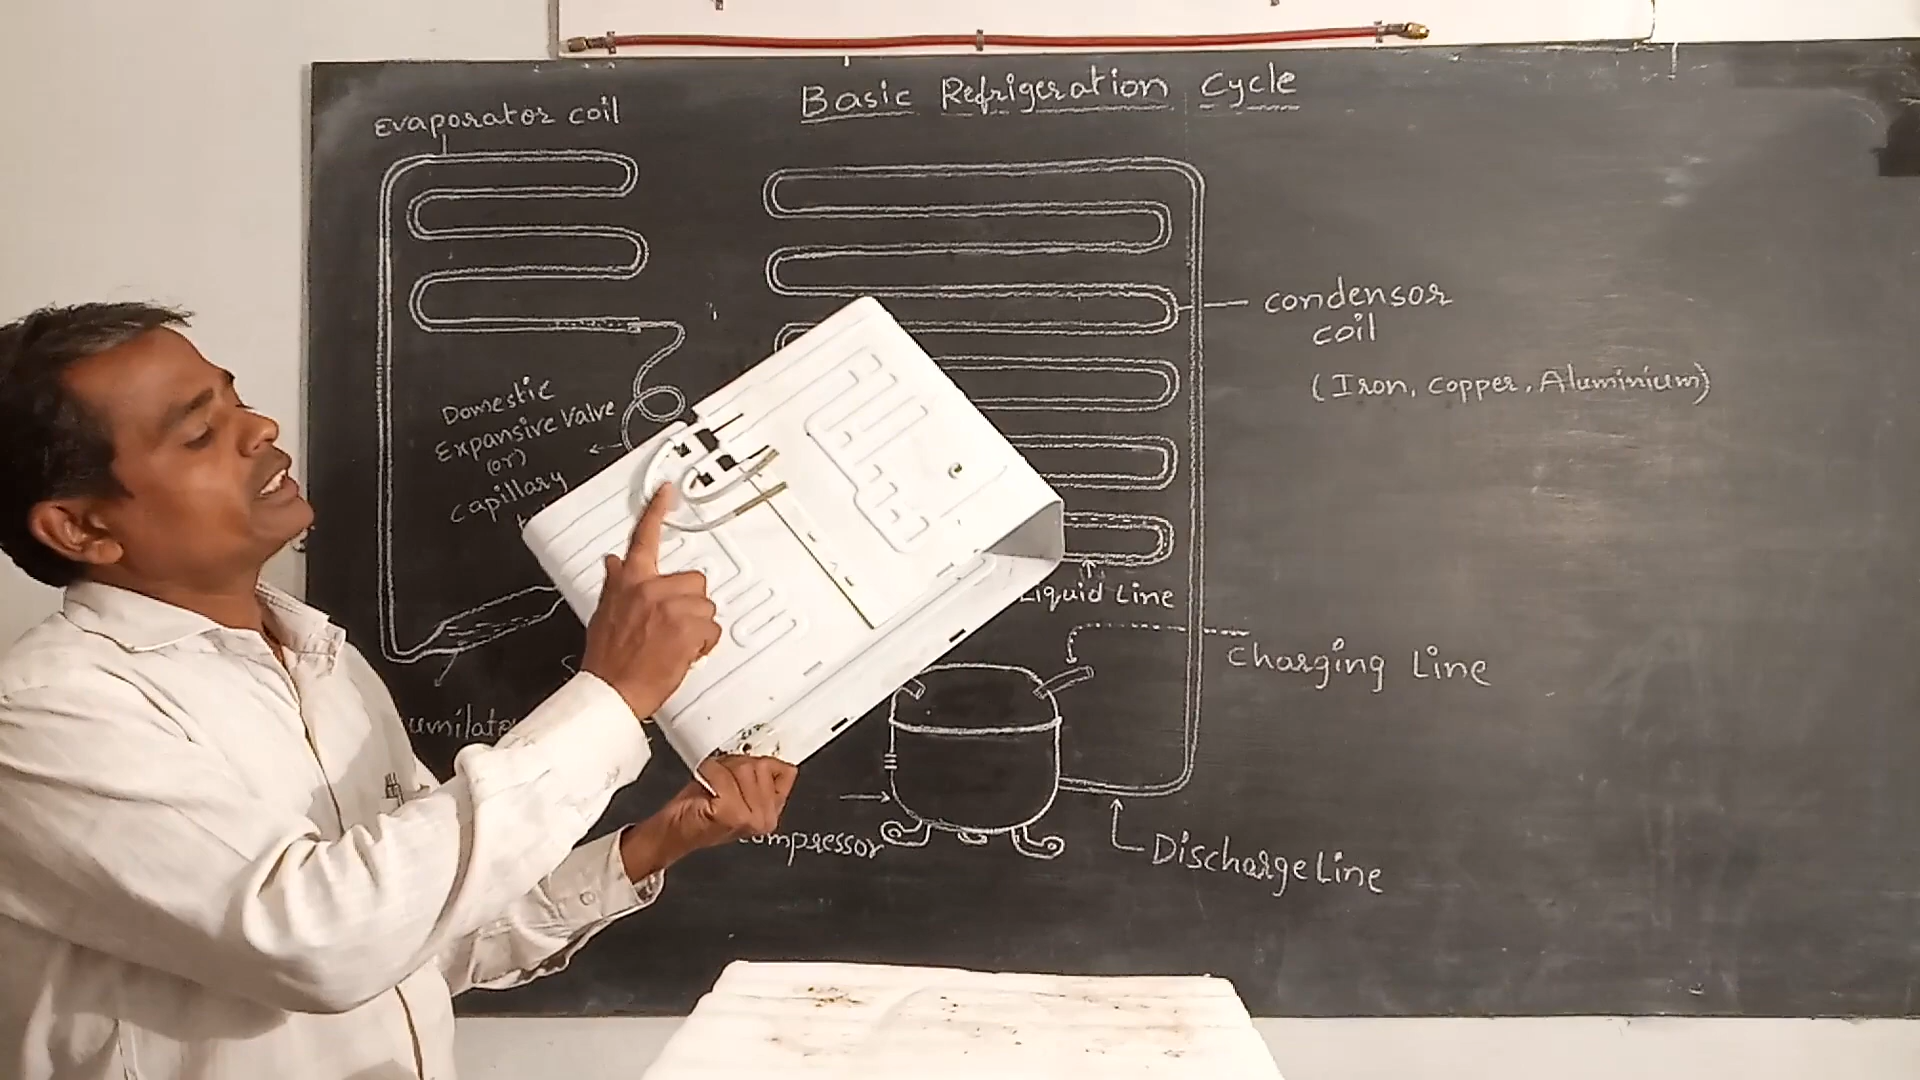 Basic Refrigeration Cycle
Evaporator coil
condensor
coil
(Iron, copper, Aluminium)
Domestic
Expansive Valve
(or)
capillary
Liquid Line
charging Line
compressor
Discharge Line